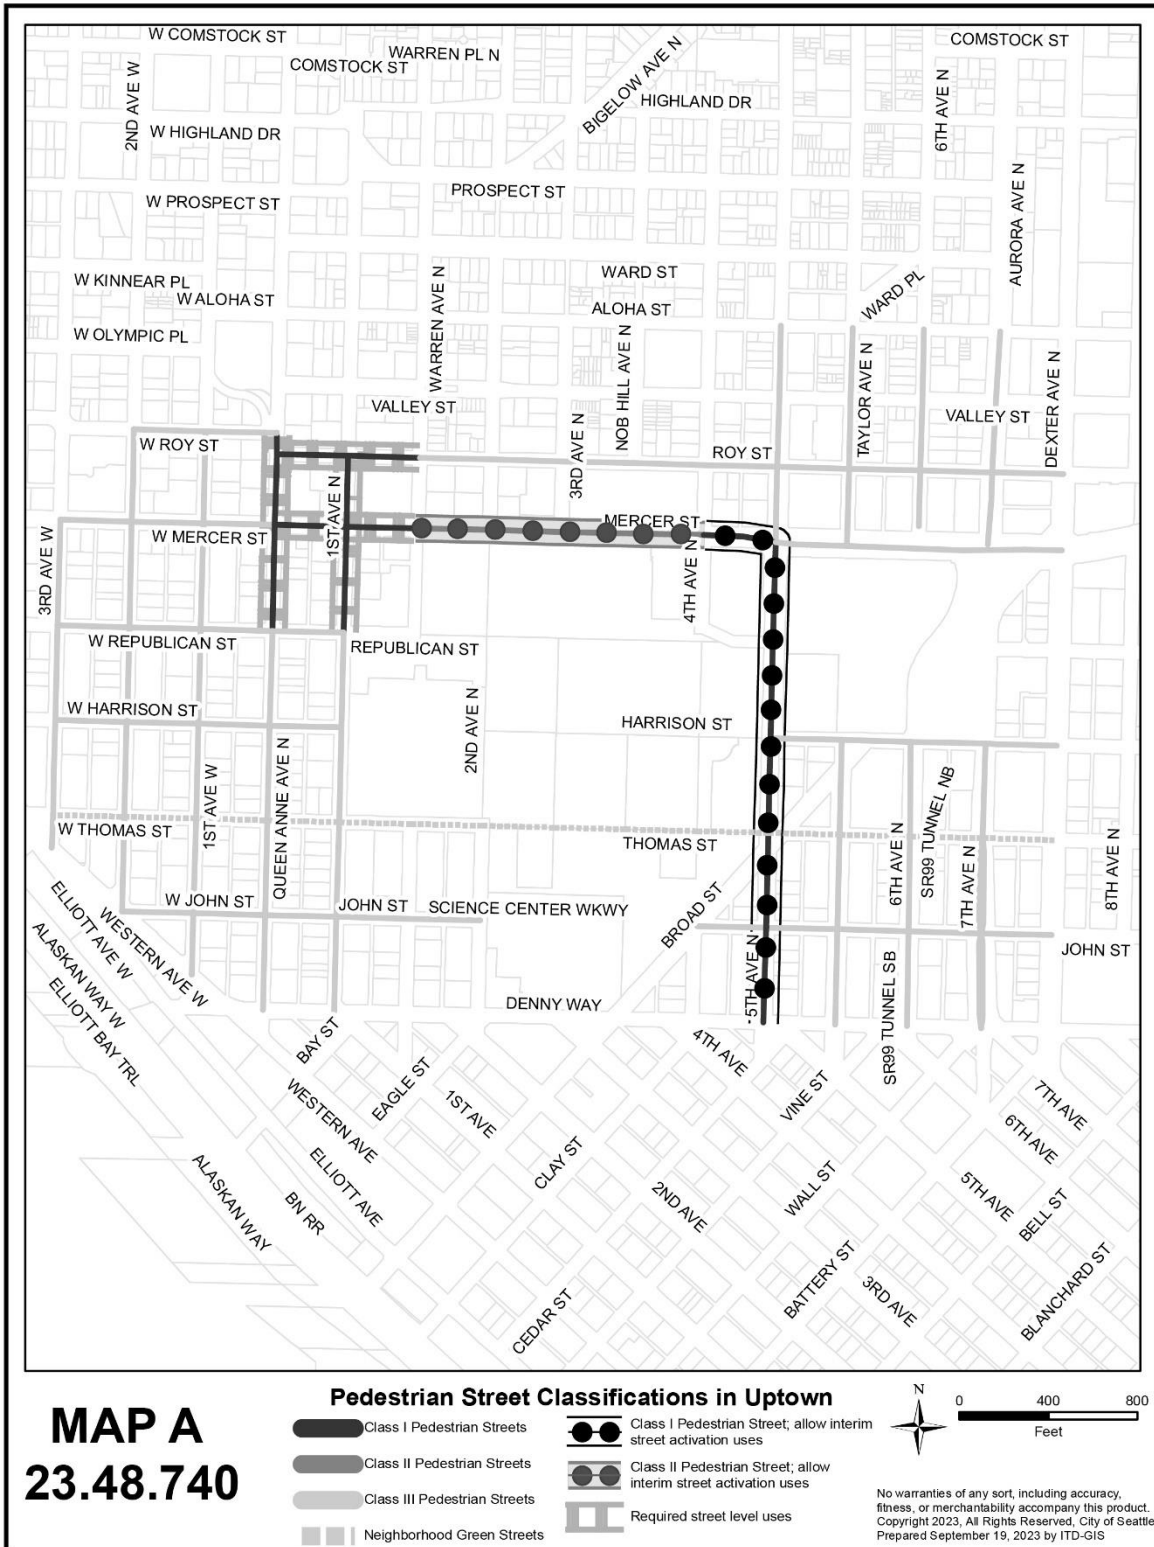 W COMSTOCK ST
WARREN PL N
COMSTOCK ST
COMSTOCK ST
2ND AVE W
BIGELOW AVE N
HIGHLAND DR
6TH AVE N
W HIGHLAND DR
PROSPECT ST
W PROSPECT ST
AURORA AVE N
W KINNEAR PL
W ALOHA ST
WARD ST
WARD PL
ALOHA ST
W OLYMPIC PL
WARREN AVE N
NOB HILL AVE N
TAYLOR AVE N
DEXTER AVE N
VALLEY ST
VALLEY ST
3RD AVE N
W ROY ST
ROY ST
1ST AVE N
MERCER ST
W MERCER ST
3RD AVE W
4TH AVE N
W REPUBLICAN ST
REPUBLICAN ST
W HARRISON ST
2ND AVE N
HARRISON ST
1ST AVE W
QUEEN ANNE AVE N
SR99 TUNNEL NB
W THOMAS ST
THOMAS ST
6TH AVE N
7TH AVE N
8TH AVE N
W JOHN ST
JOHN ST
SCIENCE CENTER WKWY
BROAD ST
JOHN ST
ELLIOTT AVE W
WESTERN AVE W
ALASKAN WAY W
ELLIOTT BAY TRL
5TH AVE N
DENNY WAY
SR99 TUNNEL SB
BAY ST
4TH AVE
EAGLE ST
WESTERN AVE
1ST AVE
VINE ST
7TH AVE
6TH AVE
CLAY ST
ELLIOTT AVE
ALASKAN WAY
BN RR
2ND AVE
WALL ST
5TH AVE
BELL ST
BATTERY ST
3RD AVE
BLANCHARD ST
CEDAR ST
MAP A
23.48.740
Pedestrian Street Classifications in Uptown
Class I Pedestrian Streets
Class II Pedestrian Streets
Class III Pedestrian Streets
Neighborhood Green Streets
Class I Pedestrian Street; allow interim
street activation uses
Class II Pedestrian Street; allow
interim street activation uses
Required street level uses
N
0 400 800
Feet
No warranties of any sort, including accuracy,
fitness, or merchantability accompany this product.
Copyright 2023, All Rights Reserved, City of Seattle
Prepared September 19, 2023 by ITD-GIS